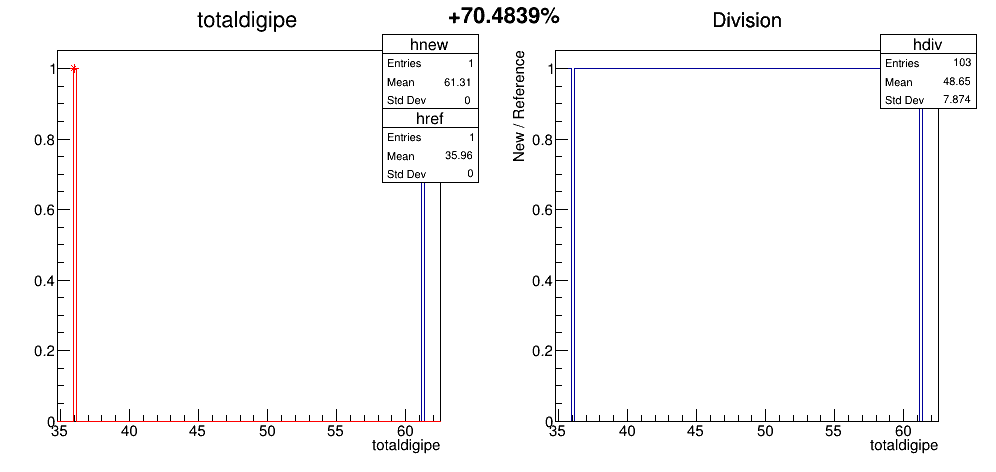 totaldigipe
+70.4839%
Division
hnew
Entries 1
Mean 61.31
Std Dev 0
href
Entries 1
Mean 35.96
Std Dev 0
1
0.8
0.6
0.4
0.2
0
35 40 45 50 55 60
totaldigipe
hdiv
Entries 103
Mean 48.65
Std Dev 7.874
New / Reference
1
0.8
0.6
0.4
0.2
0
35 40 45 50 55 60
totaldigipe